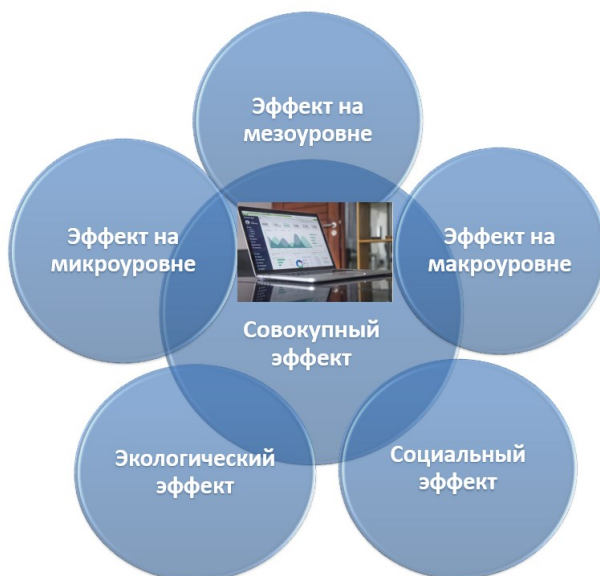 Эффект на
мезоуровне
Эффект на
микроуровне
Эффект на
макроуровне
Совокупный
эффект
Экологический
эффект
Социальный
эффект